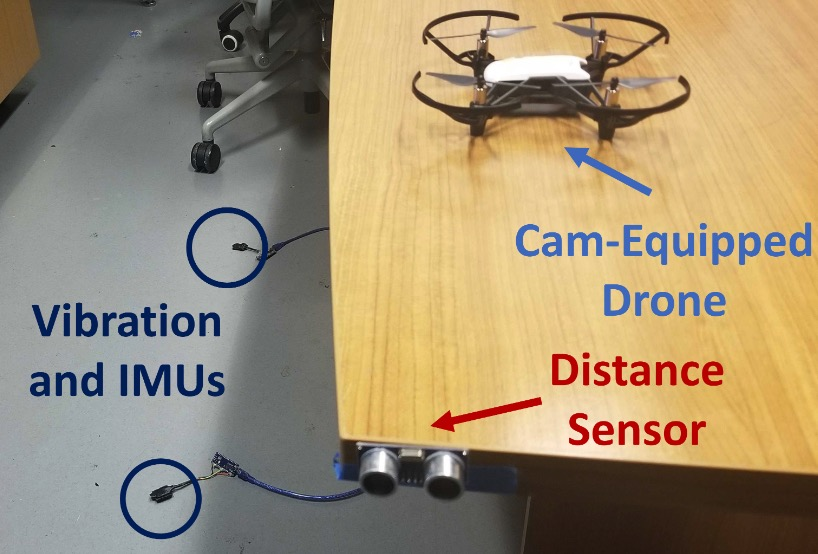 Cam-Equipped
Drone
Vibration
and IMUs
Distance
Sensor